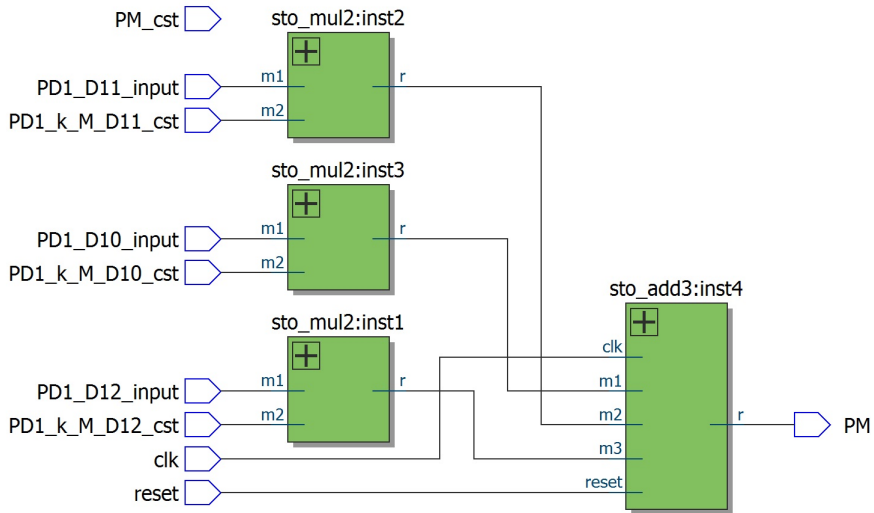 PM_cst
sto_mul2:inst2
PD1_D11_input
m1
r
PD1_k_M_D11_cst
m2
sto_mul2:inst3
PD1_D10_input
m1
r
PD1_k_M_D10_cst
m2
sto_add3:inst4
sto_mul2:inst1
clk
PD1_D12_input
m1
r
m1
PD1_k_M_D12_cst
m2
m2
r
PM
clk
m3
reset
reset